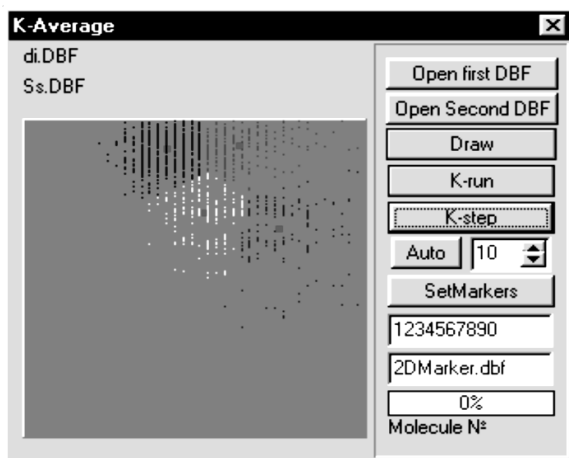 K-Average
di.DBF
Ss.DBF
Open first DBF
Open Second DBF
Draw
K-run
K-step
Auto
10
SetMarkers
1234567890
2DMarker.dbf
0%
Molecule Nº